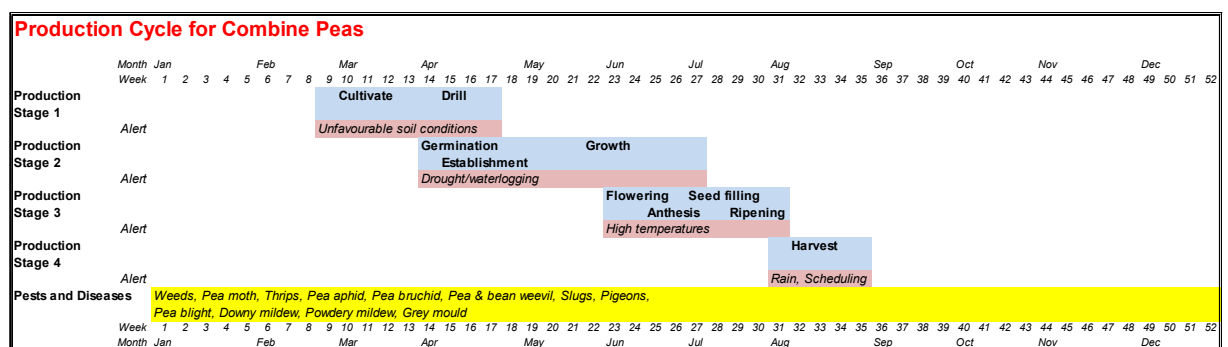 Production Cycle for Combine Peas
Month Jan Feb Mar Apr May Jun Jul Aug Sep Oct Nov Dec
Week 1 2 3 4 5 6 7 8 9 10 11 12 13 14 15 16 17 18 19 20 21 22 23 24 25 26 27 28 29 30 31 32 33 34 35 36 37 38 39 40 41 42 43 44 45 46 47 48 49 50 51 52
Production Cultivate Drill
Stage 1
Alert Unfavourable soil conditions
Production Germination Growth
Stage 2 Establishment
Alert Drought/waterlogging
Production Flowering Seed filling
Stage 3 Anthesis Ripening
Alert High temperatures
Production Harvest
Stage 4
Alert Rain, Scheduling
Pests and Diseases Weeds, Pea moth, Thrips, Pea aphid, Pea bruchid, Pea & bean weevil, Slugs, Pigeons,
Pea blight, Downy mildew, Powdery mildew, Grey mould
Week 1 2 3 4 5 6 7 8 9 10 11 12 13 14 15 16 17 18 19 20 21 22 23 24 25 26 27 28 29 30 31 32 33 34 35 36 37 38 39 40 41 42 43 44 45 46 47 48 49 50 51 52
Month Jan Feb Mar Apr May Jun Jul Aug Sep Oct Nov Dec